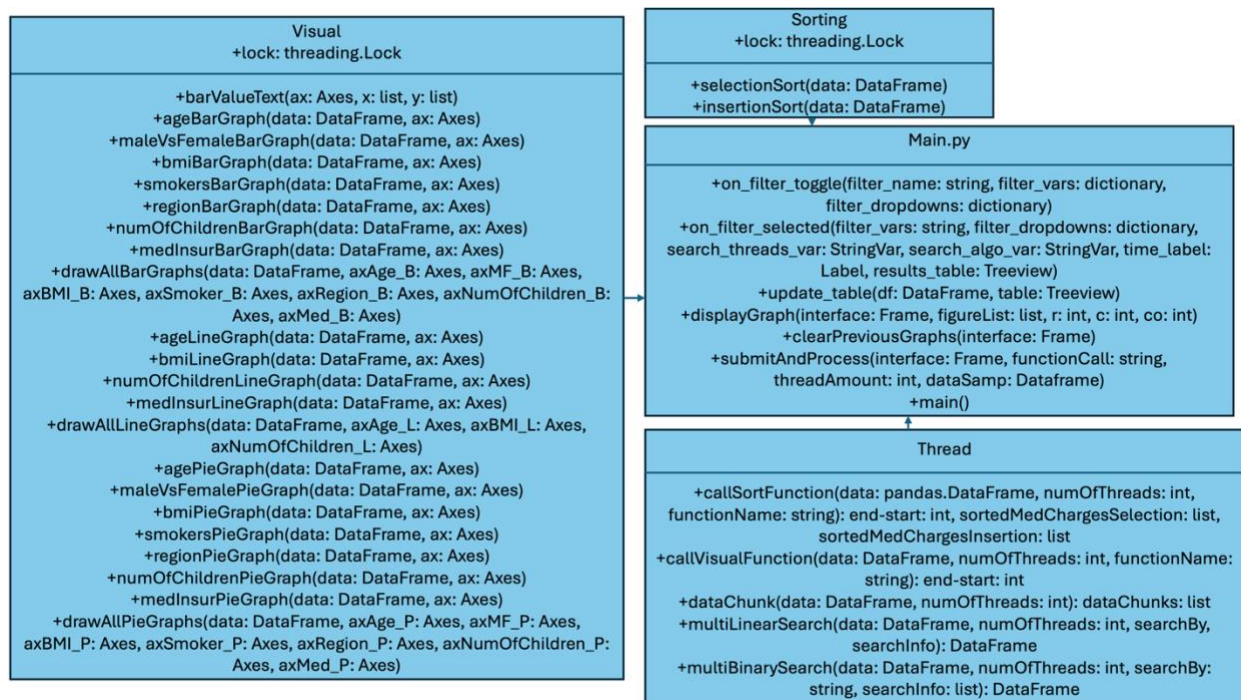 Visual
+lock: threading.Lock
+barValueText(ax: Axes, x: list, y: list)
+ageBarGraph(data: DataFrame, ax: Axes)
+maleVsFemaleBarGraph(data: DataFrame, ax: Axes)
+bmiBarGraph(data: DataFrame, ax: Axes)
+smokersBarGraph(data: DataFrame, ax: Axes)
+regionBarGraph(data: DataFrame, ax: Axes)
+numOfChildrenBarGraph(data: DataFrame, ax: Axes)
+medInsurBarGraph(data: DataFrame, ax: Axes)
+drawAllBarGraphs(data: DataFrame, axAge_B: Axes, axMF_B: Axes,
axBMI_B: Axes, axSmoker_B: Axes, axRegion_B: Axes, axNumOfChildren_B
: Axes, axMed_B: Axes)
+ageLineGraph(data: DataFrame, ax: Axes)
+bmiLineGraph(data: DataFrame, ax: Axes)
+numOfChildrenLineGraph(data: DataFrame, ax: Axes)
+medInsurLineGraph(data: DataFrame, ax: Axes)
+drawAllLineGraphs(data: DataFrame, axAge_L: Axes, axBMI_L: Axes,
axNumOfChildren_L: Axes)
+agePieGraph(data: DataFrame, ax: Axes)
+maleVsFemalePieGraph(data: DataFrame, ax: Axes)
+bmiPieGraph(data: DataFrame, ax: Axes)
+smokersPieGraph(data: DataFrame, ax: Axes)
+regionPieGraph(data: DataFrame, ax: Axes)
+numOfChildrenPieGraph(data: DataFrame, ax: Axes)
+medInsurPieGraph(data: DataFrame, ax: Axes)
+drawAllPieGraphs(data: DataFrame, axAge_P: Axes, axMF_P: Axes,
axBMI_P: Axes, axSmoker_P: Axes, axRegion_P: Axes, axNumOfChildren_P
: Axes, axMed_P: Axes)
Sorting
+lock: threading.Lock
+selectionSort(data: DataFrame)
+insertionSort(data: DataFrame)
Main.py
+on_filter_toggle(filter_name: string, filter_vars: dictionary,
filter_dropdowns: dictionary)
+on_filter_selected(filter_vars: string, filter_dropdowns: dictionary,
search_threads_var: StringVar, search_algo_var: StringVar, time_label:
Label, results_table: Treeview)
+update_table(df: DataFrame, table: Treeview)
+displayGraph(interface: Frame, figureList: list, r: int, c: int, co: int)
+clearPreviousGraphs(interface: Frame)
+submitAndProcess(interface: Frame, functionCall: string,
threadAmount: int, dataSamp: Dataframe)
+main()
Thread
+callSortFunction(data: pandas.DataFrame, numOfThreads: int,
functionName: string): end-start: int, sortedMedChargesSelection: list,
sortedMedChargesInsertion: list
+callVisualFunction(data: DataFrame, numOfThreads: int, functionName:
string): end-start: int
+dataChunk(data: DataFrame, numOfThreads: int): dataChunks: list
+multiLinearSearch(data: DataFrame, numOfThreads: int, searchBy,
searchInfo): DataFrame
+multiBinarySearch(data: DataFrame, numOfThreads: int, searchBy:
string, searchInfo: list): DataFrame